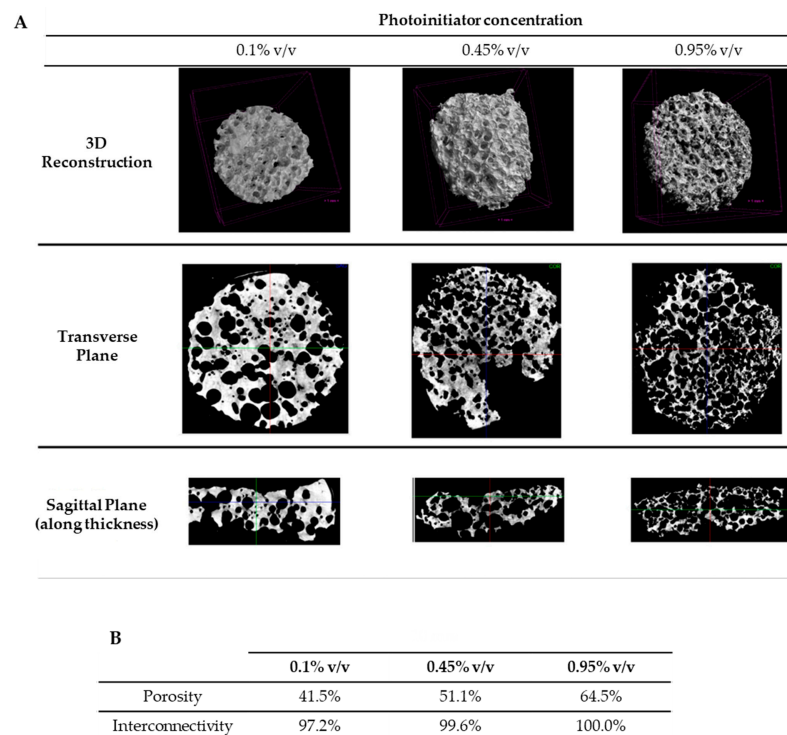 A
Photoinitiator concentration
0.1% v/v 0.45% v/v 0.95% v/v
3D
Reconstruction
Transverse
Plane
Sagittal Plane
(along thickness)
B
0.1% v/v 0.45% v/v 0.95% v/v
Porosity 41.5% 51.1% 64.5%
Interconnectivity 97.2% 99.6% 100.0%